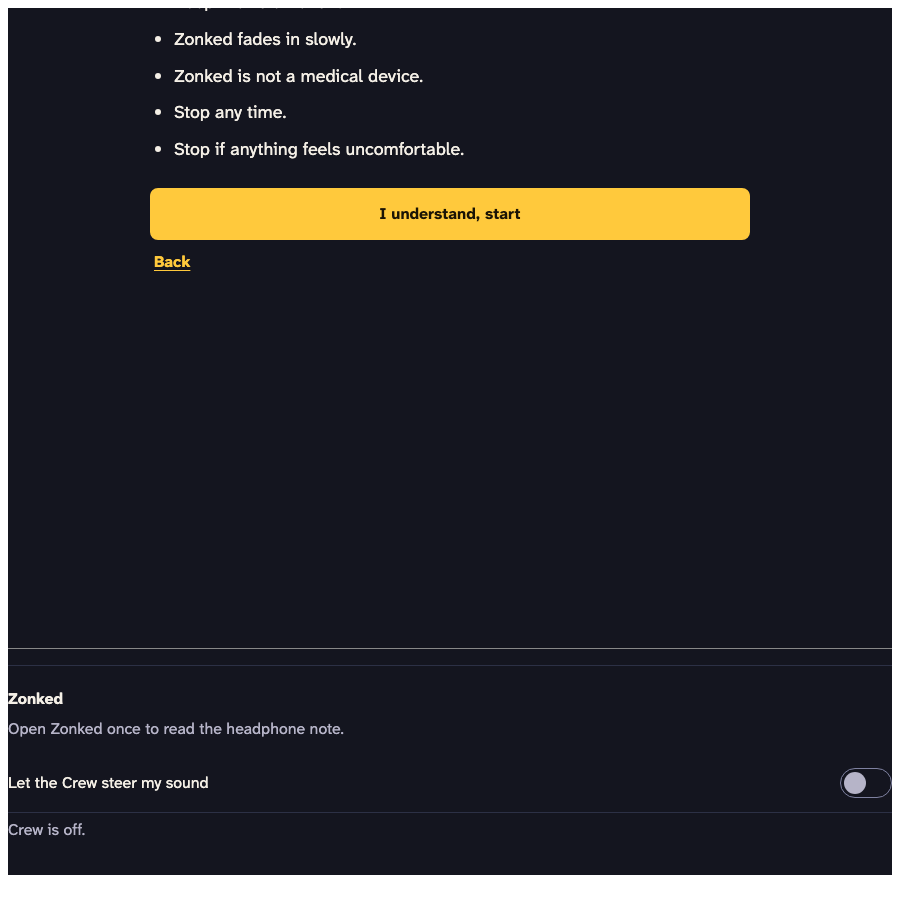 Zonked fades in slowly.
Zonked is not a medical device.
Stop any time.
Stop if anything feels uncomfortable.
I understand, start
Back
Zonked
Open Zonked once to read the headphone note.
Let the Crew steer my sound
Crew is off.